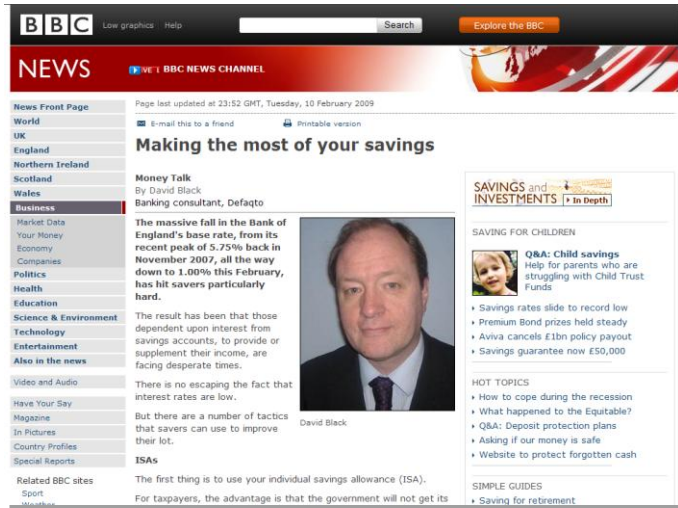 BBC
Low graphics Help
Search
Explore the BBC
NEWS
BBC NEWS CHANNEL
News Front Page
World
UK
England
Northern Ireland
Scotland
Wales
Business
Market Data
Your Money
Economy
Companies
Politics
Health
Education
Science & Environment
Technology
Entertainment
Also in the news
Video and Audio
Have Your Say
Magazine
In Pictures
Country Profiles
Special Reports
Related BBC sites
Sport
Page last updated at 23:52 GMT, Tuesday, 10 February 2009
E-mail this to a friend
Printable version
Making the most of your savings
Money Talk
By David Black
Banking consultant, Defaqto
The massive fall in the Bank of
England's base rate, from its
recent peak of 5.75% back in
November 2007, all the way
down to 1.00% this February,
has hit savers particularly
hard.
The result has been that those
dependent upon interest from
savings accounts, to provide or
supplement their income, are
facing desperate times.
There is no escaping the fact that
interest rates are low.
But there are a number of tactics
that savers can use to improve
their lot.
David Black
ISAs
The first thing is to use your individual savings allowance (ISA).
For taxpayers, the advantage is that the government will not get its
SAVINGS and
INVESTMENTS In Depth
SAVING FOR CHILDREN
Q&A: Child savings
Help for parents who are
struggling with Child Trust
Funds
Savings rates slide to record low
Premium Bond prizes held steady
Aviva cancels £1bn policy payout
Savings guarantee now £50,000
HOT TOPICS
How to cope during the recession
What happened to the Equitable?
Q&A: Deposit protection plans
Asking if our money is safe
Website to protect forgotten cash
SIMPLE GUIDES
Saving for retirement